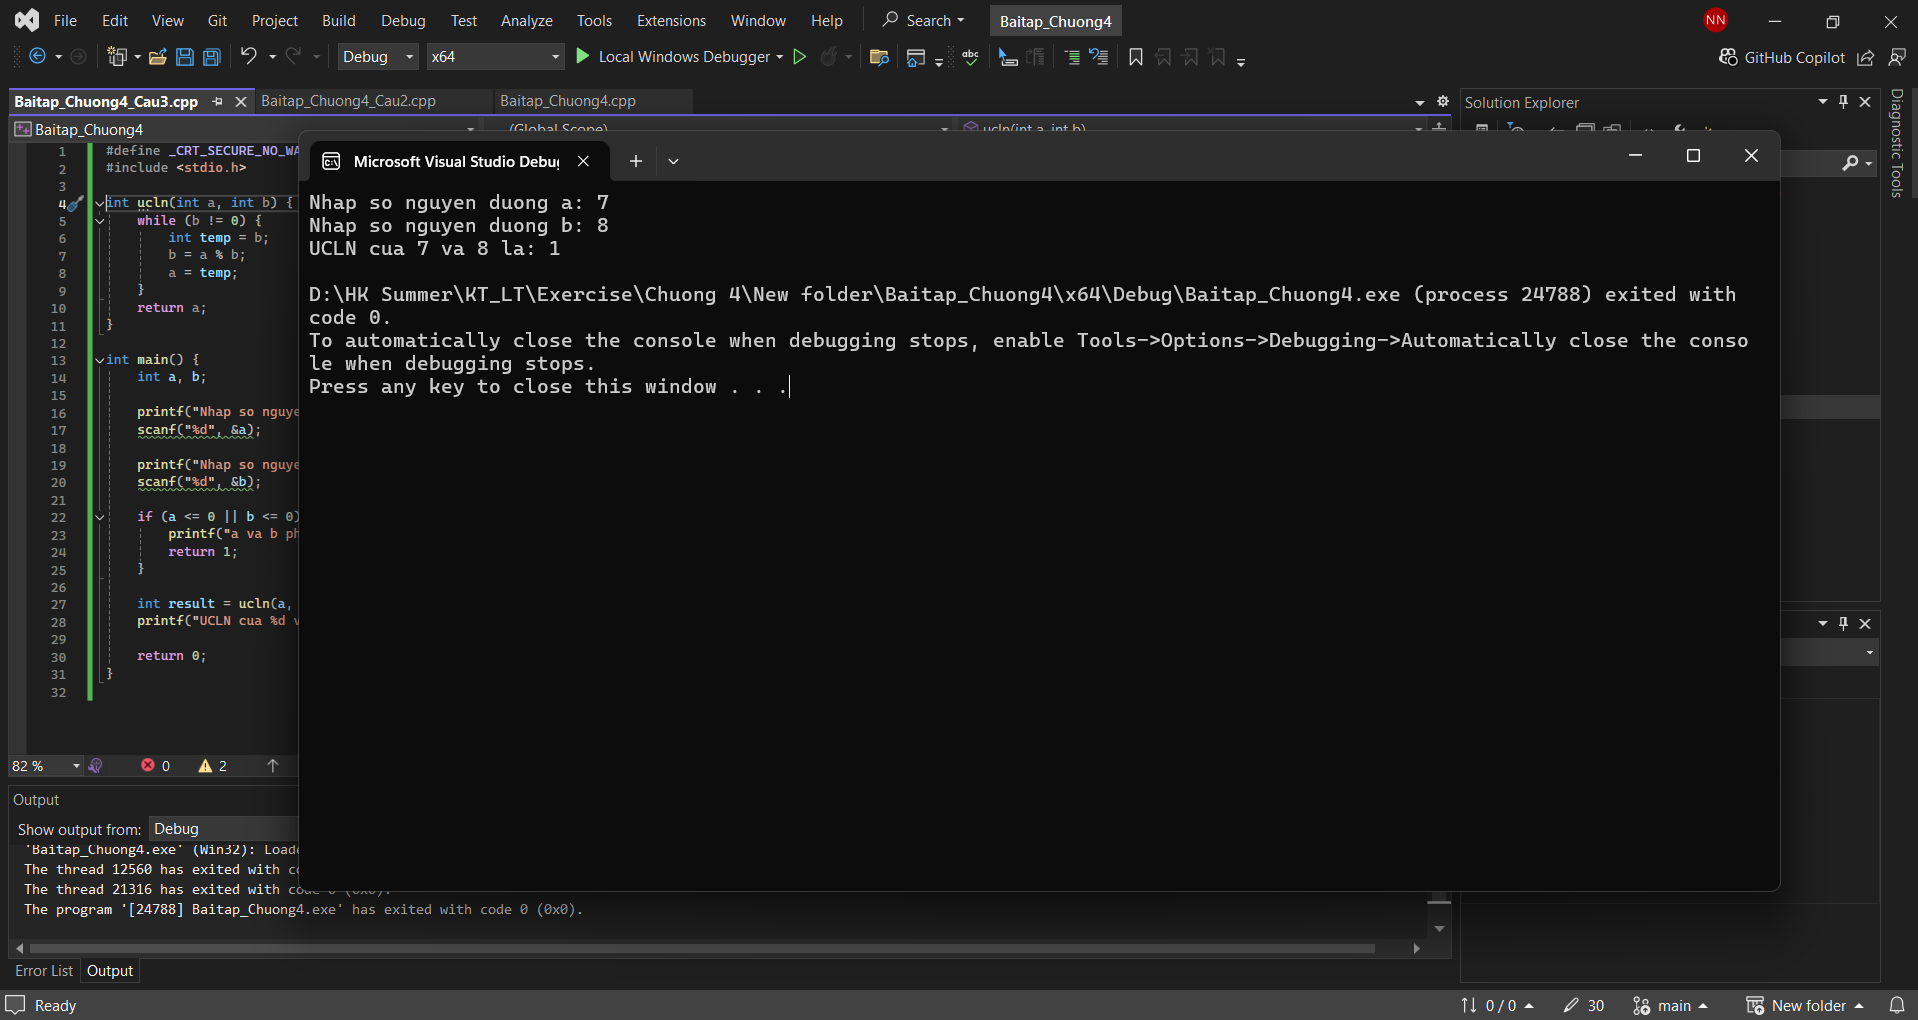 File Edit View Git Project Build Debug Test Analyze Tools Extensions Window Help Search Baitap_Chuong4 NN
Debug x64 Local Windows Debugger abc GitHub Copilot
Baitap_Chuong4_Cau3.cpp Baitap_Chuong4_Cau2.cpp Baitap_Chuong4.cpp
Solution Explorer
Diagnostic Tools
Baitap_Chuong4 (Global Scope) ucln(int a, int b)
1 #define _CRT_SECURE_NO_WA
2 #include <stdio.h>
3
4 int ucln(int a, int b) {
5 while (b != 0) {
6 int temp = b;
7 b = a % b;
8 a = temp;
9 }
10 return a;
11 }
12
13 int main() {
14 int a, b;
15
16 printf("Nhap so nguye
17 scanf("%d", &a);
18
19 printf("Nhap so nguye
20 scanf("%d", &b);
21
22 if (a <= 0 || b <= 0)
23 printf("a va b ph
24 return 1;
25 }
26
27 int result = ucln(a,
28 printf("UCLN cua %d v
29
30 return 0;
31 }
32
Microsoft Visual Studio Debu
Nhap so nguyen duong a: 7
Nhap so nguyen duong b: 8
UCLN cua 7 va 8 la: 1
D:\HK Summer\KT_LT\Exercise\Chuong 4\New folder\Baitap_Chuong4\x64\Debug\Baitap_Chuong4.exe (process 24788) exited with
code 0.
To automatically close the console when debugging stops, enable Tools->Options->Debugging->Automatically close the conso
le when debugging stops.
Press any key to close this window . . .
82 % 0 2
Output
Show output from: Debug
'Baitap_Chuong4.exe' (Win32): Loade
The thread 12560 has exited with co
The thread 21316 has exited with code 0 (0x0).
The program '[24788] Baitap_Chuong4.exe' has exited with code 0 (0x0).
Error List Output
Ready 0 / 0 30 main New folder